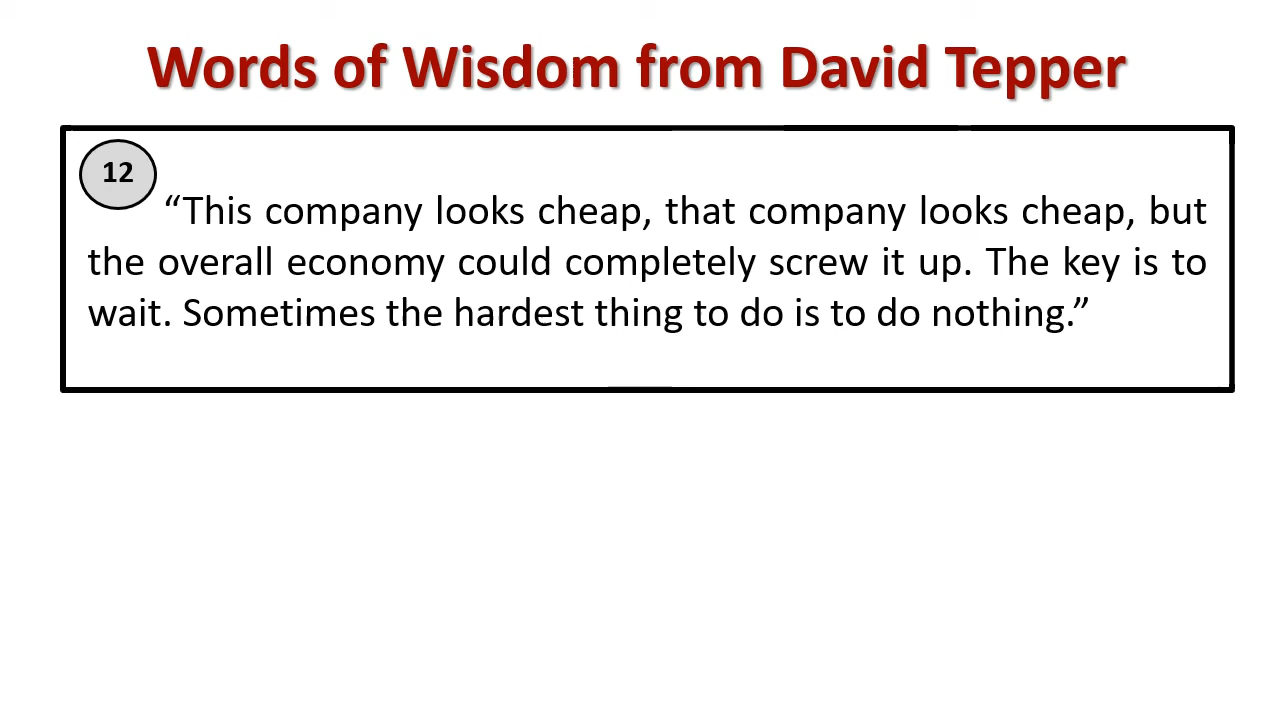 Words of Wisdom from David Tepper
12
“This company looks cheap, that company looks cheap, but
the overall economy could completely screw it up. The key is to
wait. Sometimes the hardest thing to do is to do nothing.”